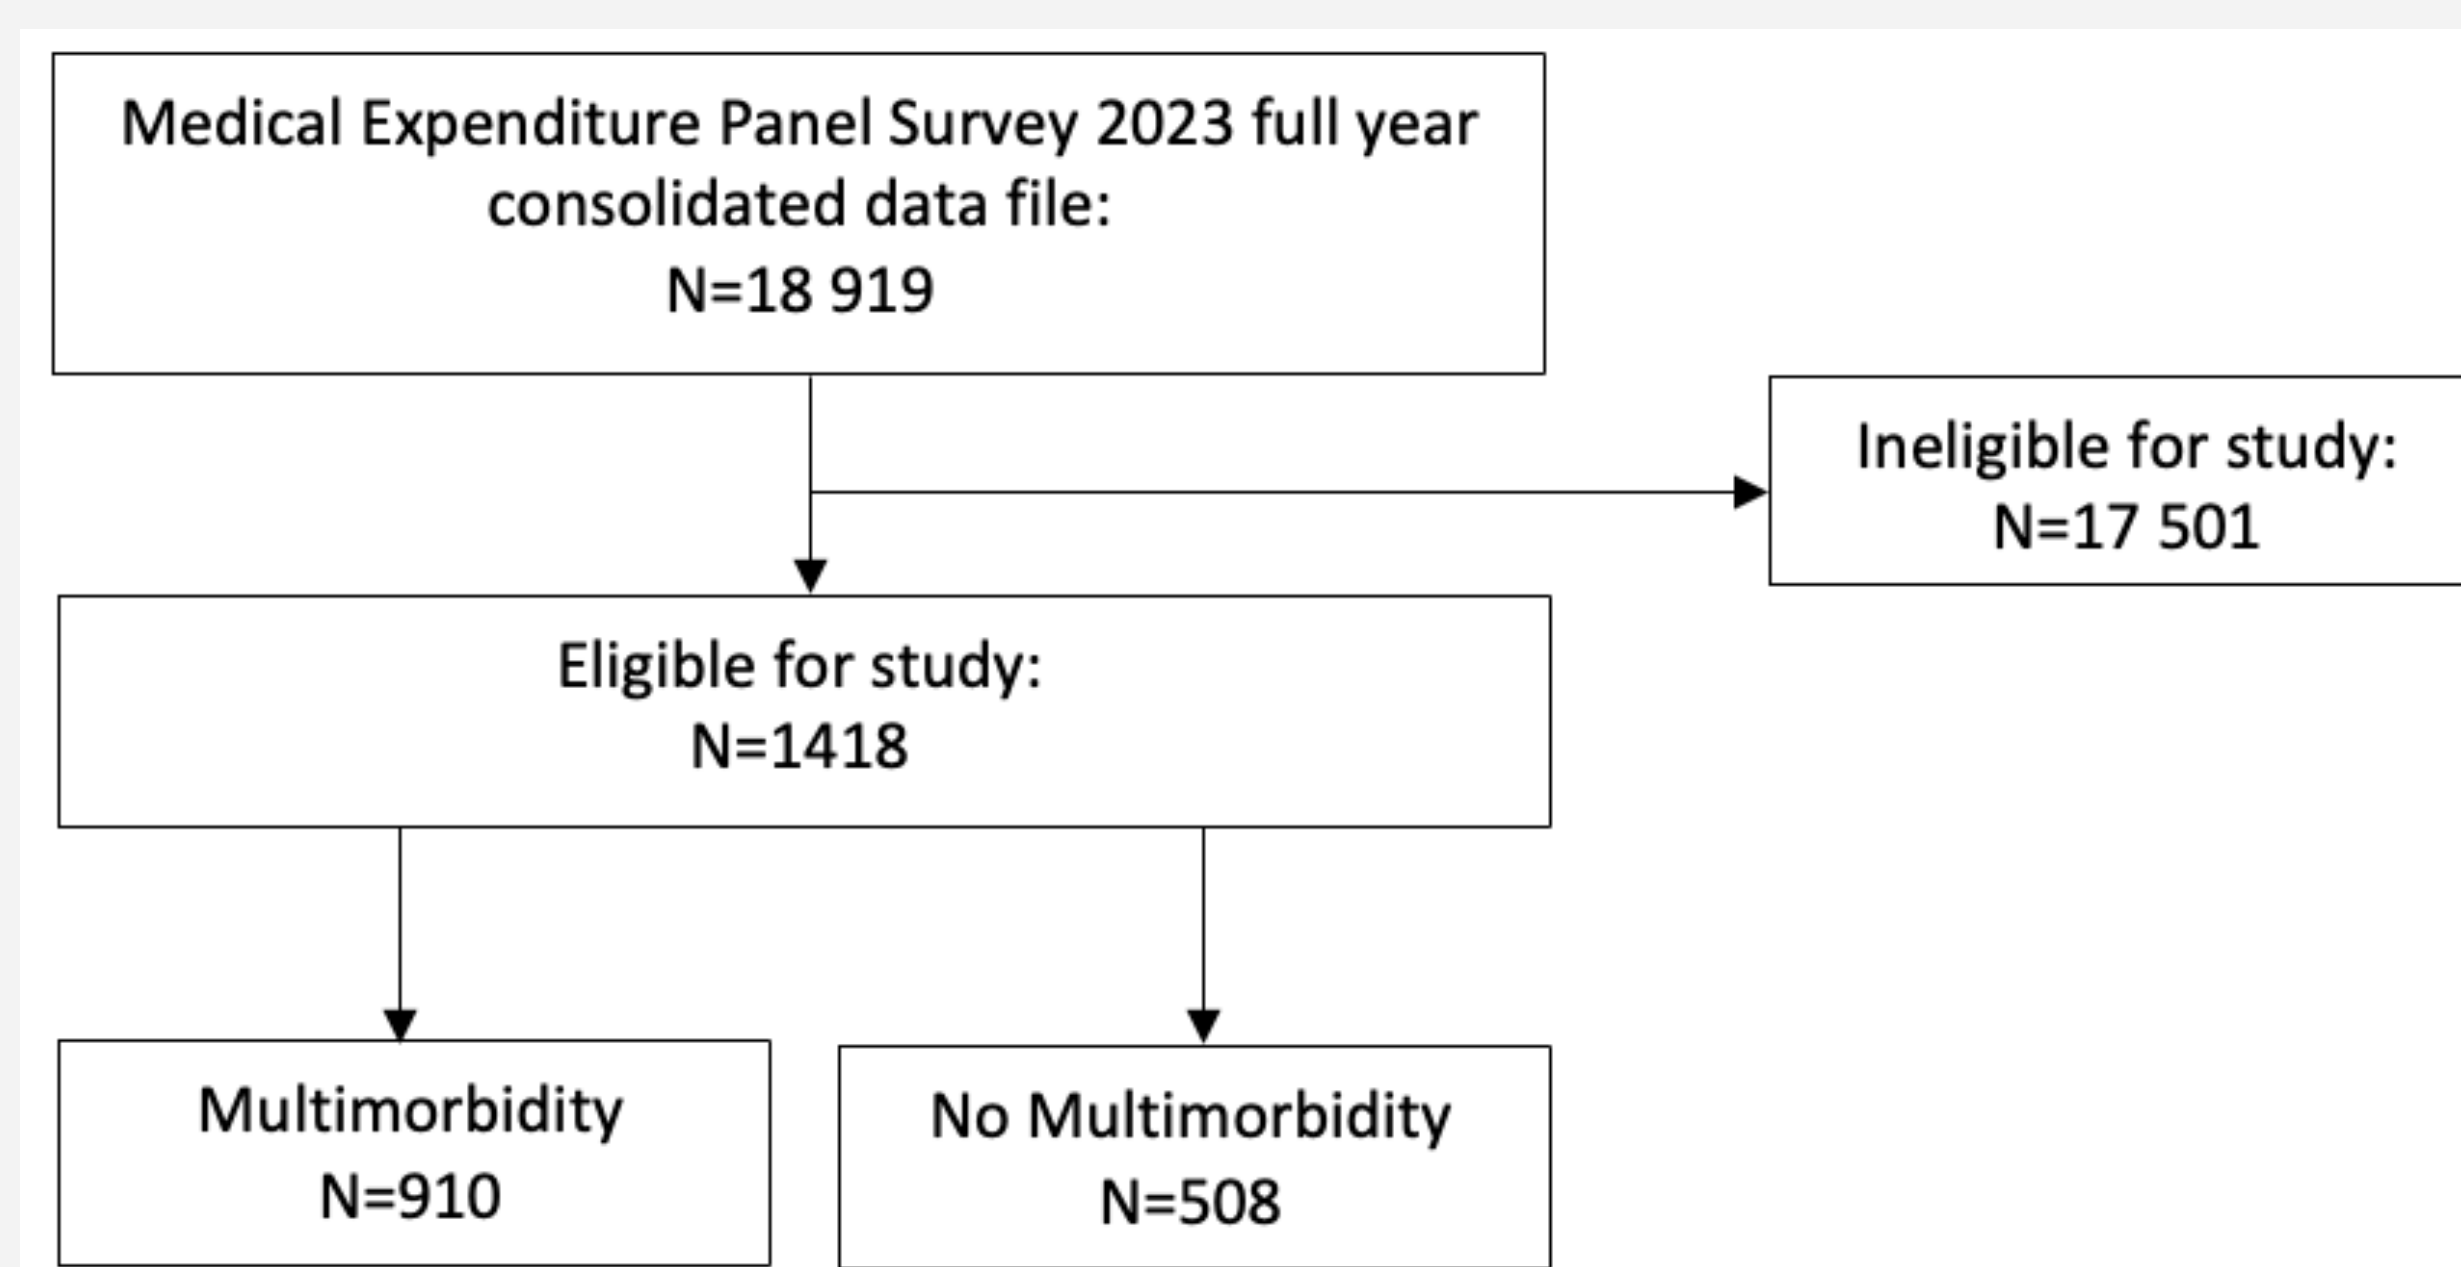 Medical Expenditure Panel Survey 2023 full year
consolidated data file:
N=18 919
Ineligible for study:
N=17 501
Eligible for study:
N=1418
Multimorbidity
N=910
No Multimorbidity
N=508